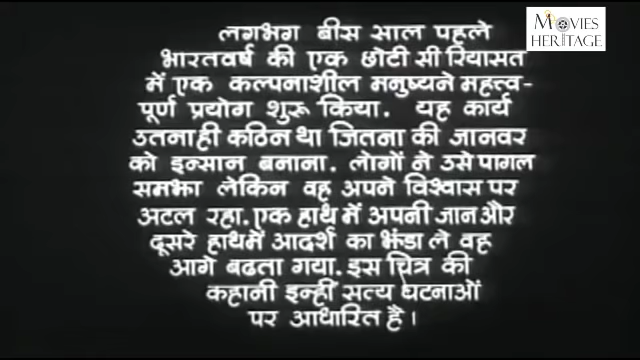 MOVIES
HERITAGE
लगभग बीस साल पहले
भारतवर्ष की एक छोटी सी रियासत
में एक कल्पनाशील मनुष्यने महत्त्व-
पूर्ण प्रयोग शुरू किया. यह कार्य
उतनाही कठिन था जितना की जानवर
को इन्सान बनाना. लोगों ने उसे पागल
समझा लेकिन वह अपने विश्वास पर
अटल रहा. एक हाथ में अपनी जान और
दूसरे हाथमें आदर्श का झंडा ले वह
आगे बढता गया. इस चित्र की
कहानी इन्हीं सत्य घटनाओं
पर आधारित है।